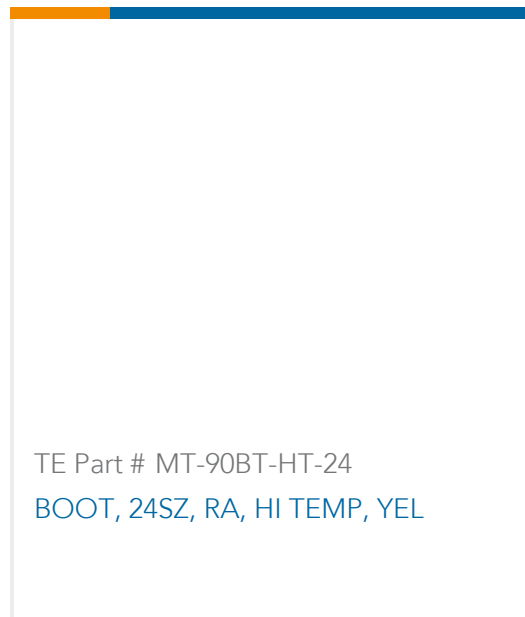 TE Part # MT-90BT-HT-24
BOOT, 24SZ, RA, HI TEMP, YEL